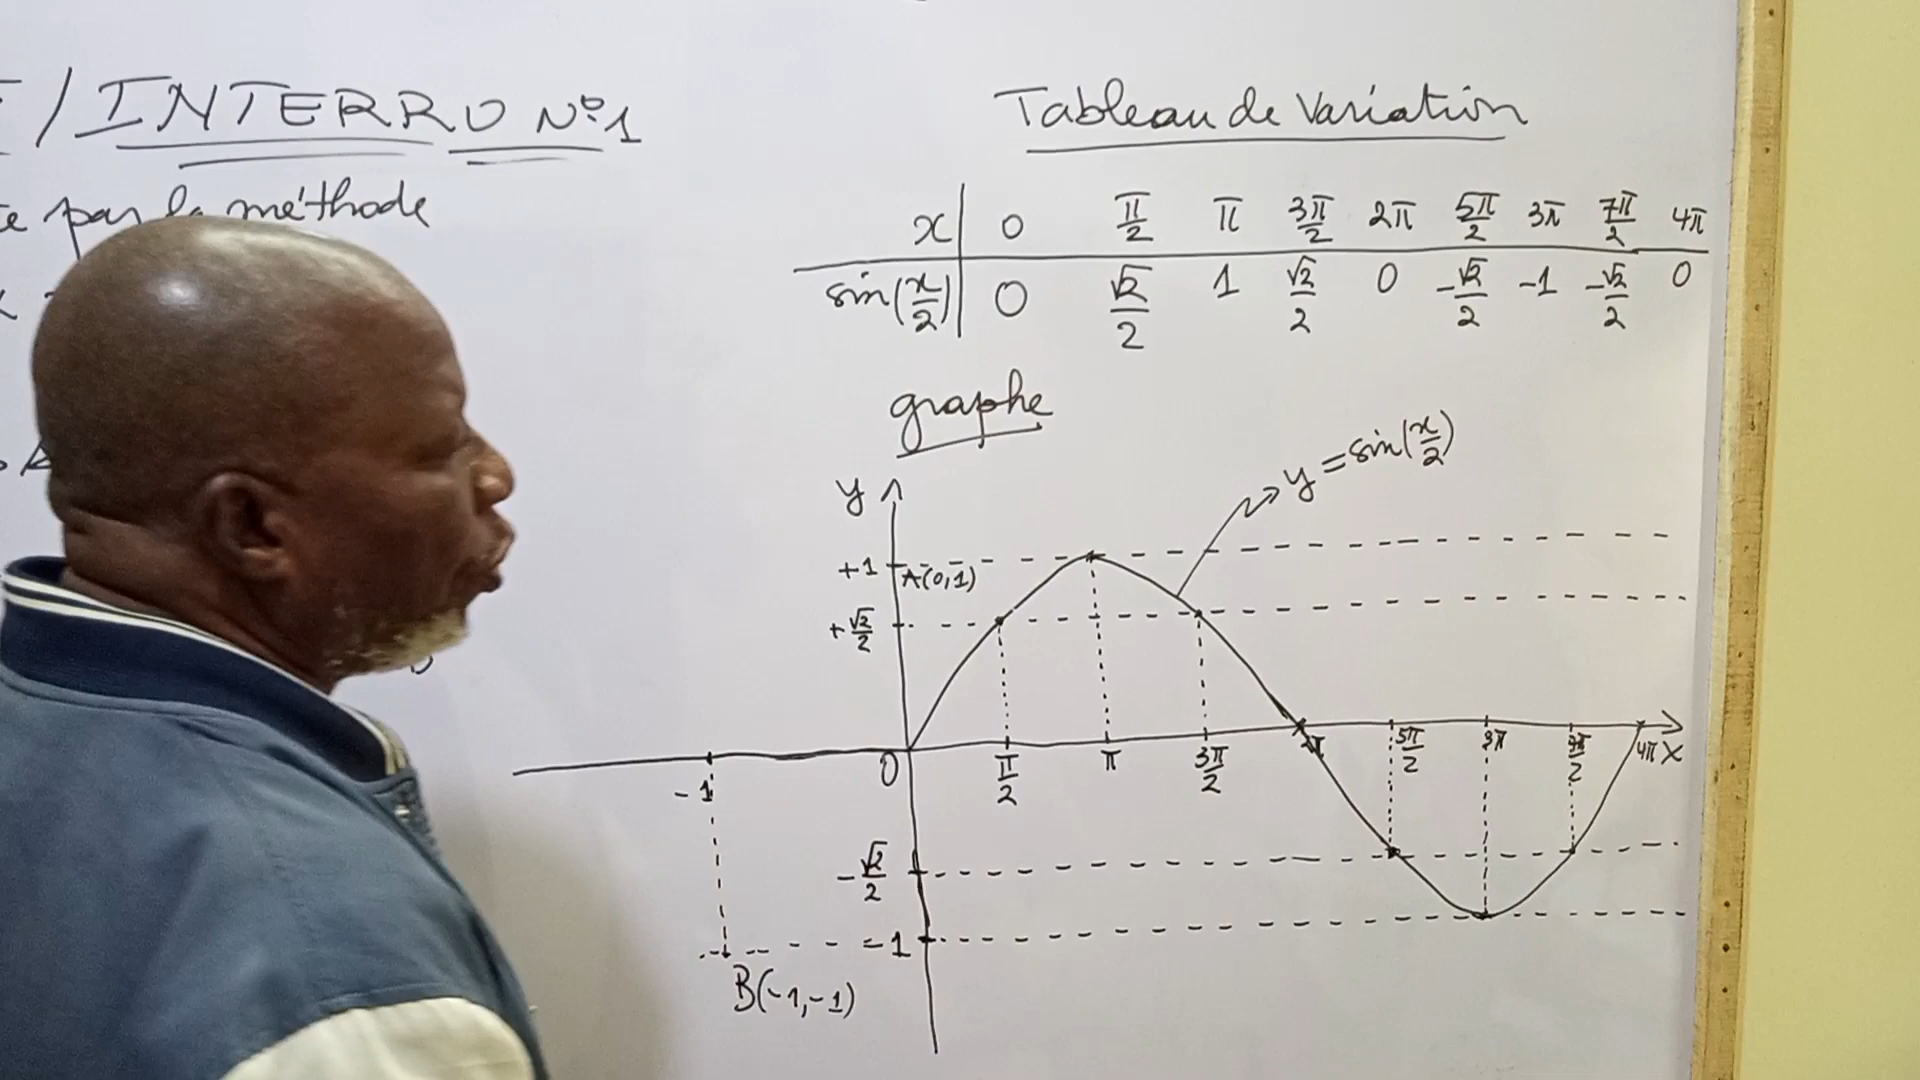 / INTERRO N°1
par la méthode
Tableau de Variation
x | 0 π/2 π 3π/2 2π 5π/2 3π 7π/2 4π
sin(x/2) | 0 √2/2 1 √2/2 0 -√2/2 -1 -√2/2 0
graphe
y = sin(x/2)
y
+1 A(0,1)
+√2/2
-1 0 π/2 π 3π/2 2π 5π/2 3π 7π/2 4π x
-√2/2
-1
B(-1,-1)